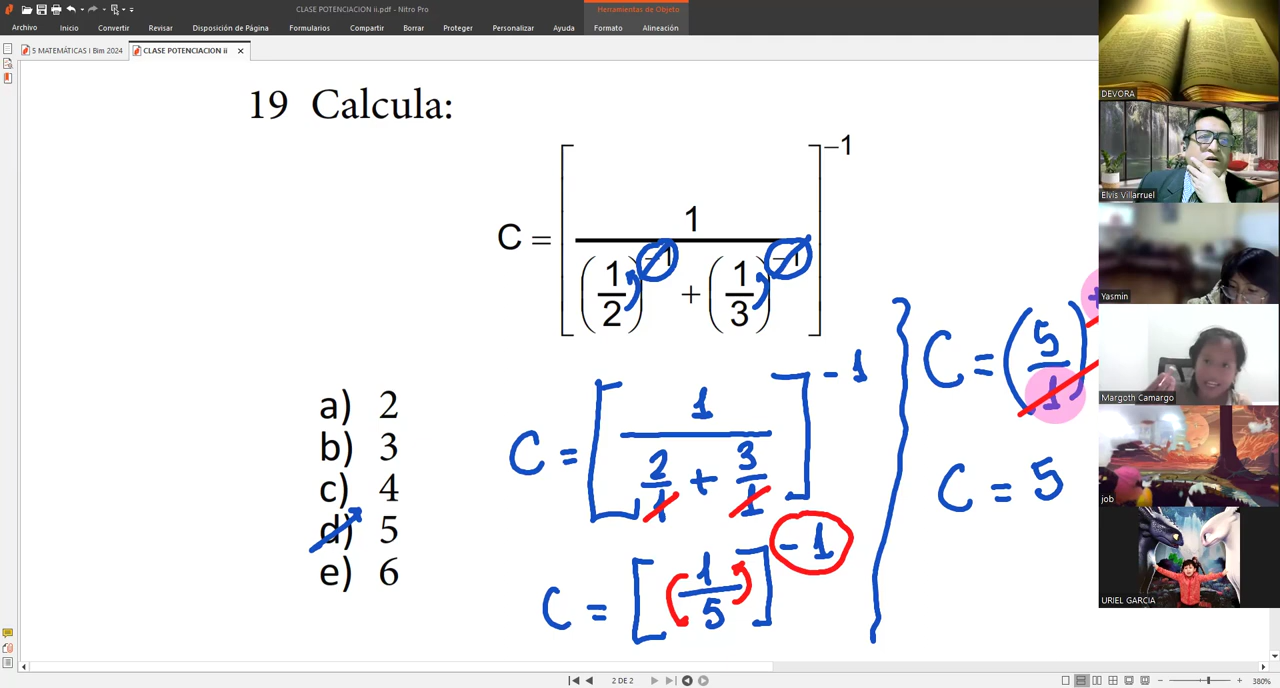 CLASE POTENCIACION ii.pdf - Nitro Pro
Herramientas de Objeto
Archivo Inicio Convertir Revisar Disposición de Página Formularios Compartir Borrar Proteger Personalizar Ayuda Formato Alineación
5 MATEMÁTICAS I Bim 2024 CLASE POTENCIACION ii
19 Calcula:
C = [ 1 / ( (1/2)^-1 + (1/3)^-1 ) ]^-1
a) 2
b) 3
c) 4
d) 5
e) 6
C = [ 1 / ( 2/1 + 3/1 ) ]^-1
C = [ 1/5 ]^-1
C = (5/1)
C = 5
DEVORA
Elvis Villarruel
Yasmin
Margoth Camargo
job
URIEL GARCIA
2 DE 2
380%